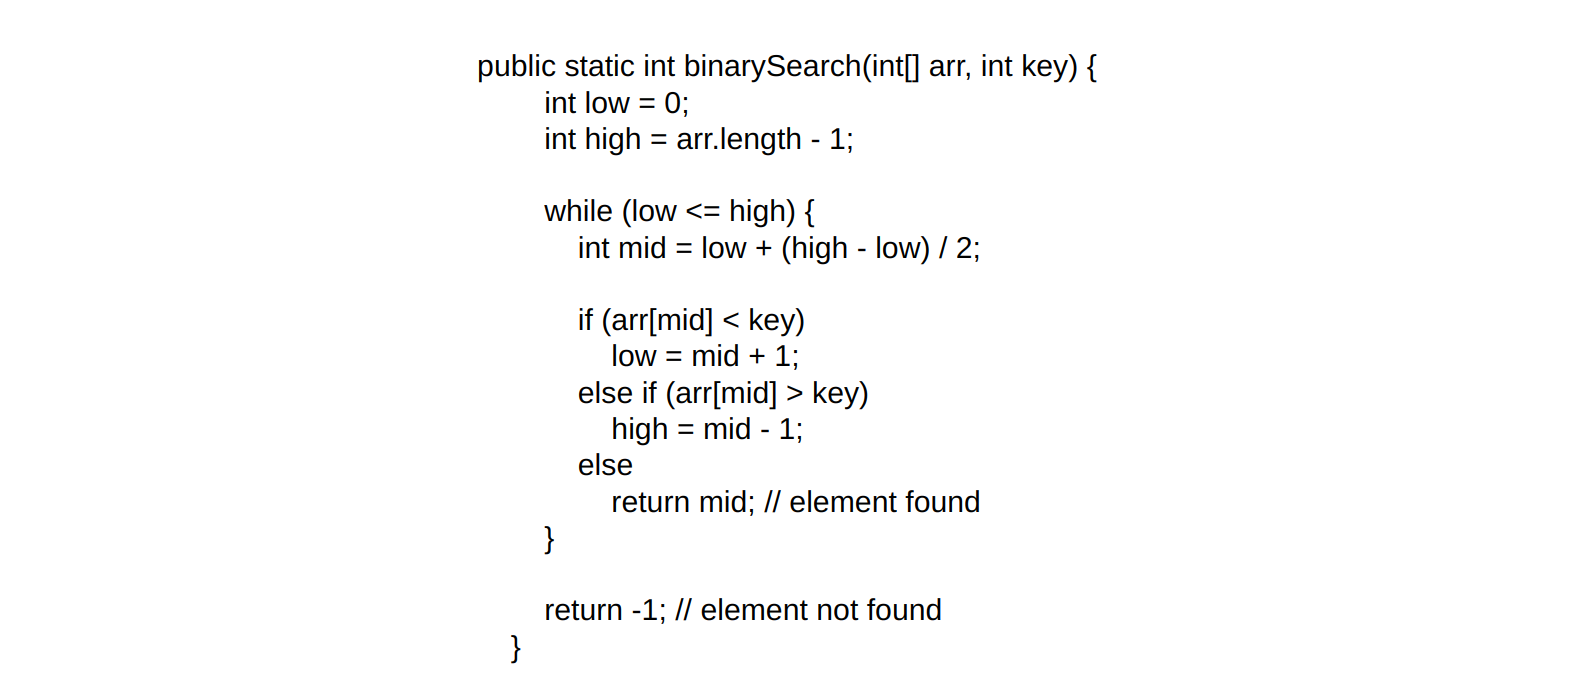 public static int binarySearch(int[] arr, int key) {
int low = 0;
int high = arr.length - 1;
while (low <= high) {
int mid = low + (high - low) / 2;
if (arr[mid] < key)
low = mid + 1;
else if (arr[mid] > key)
high = mid - 1;
else
return mid; // element found
}
return -1; // element not found
}